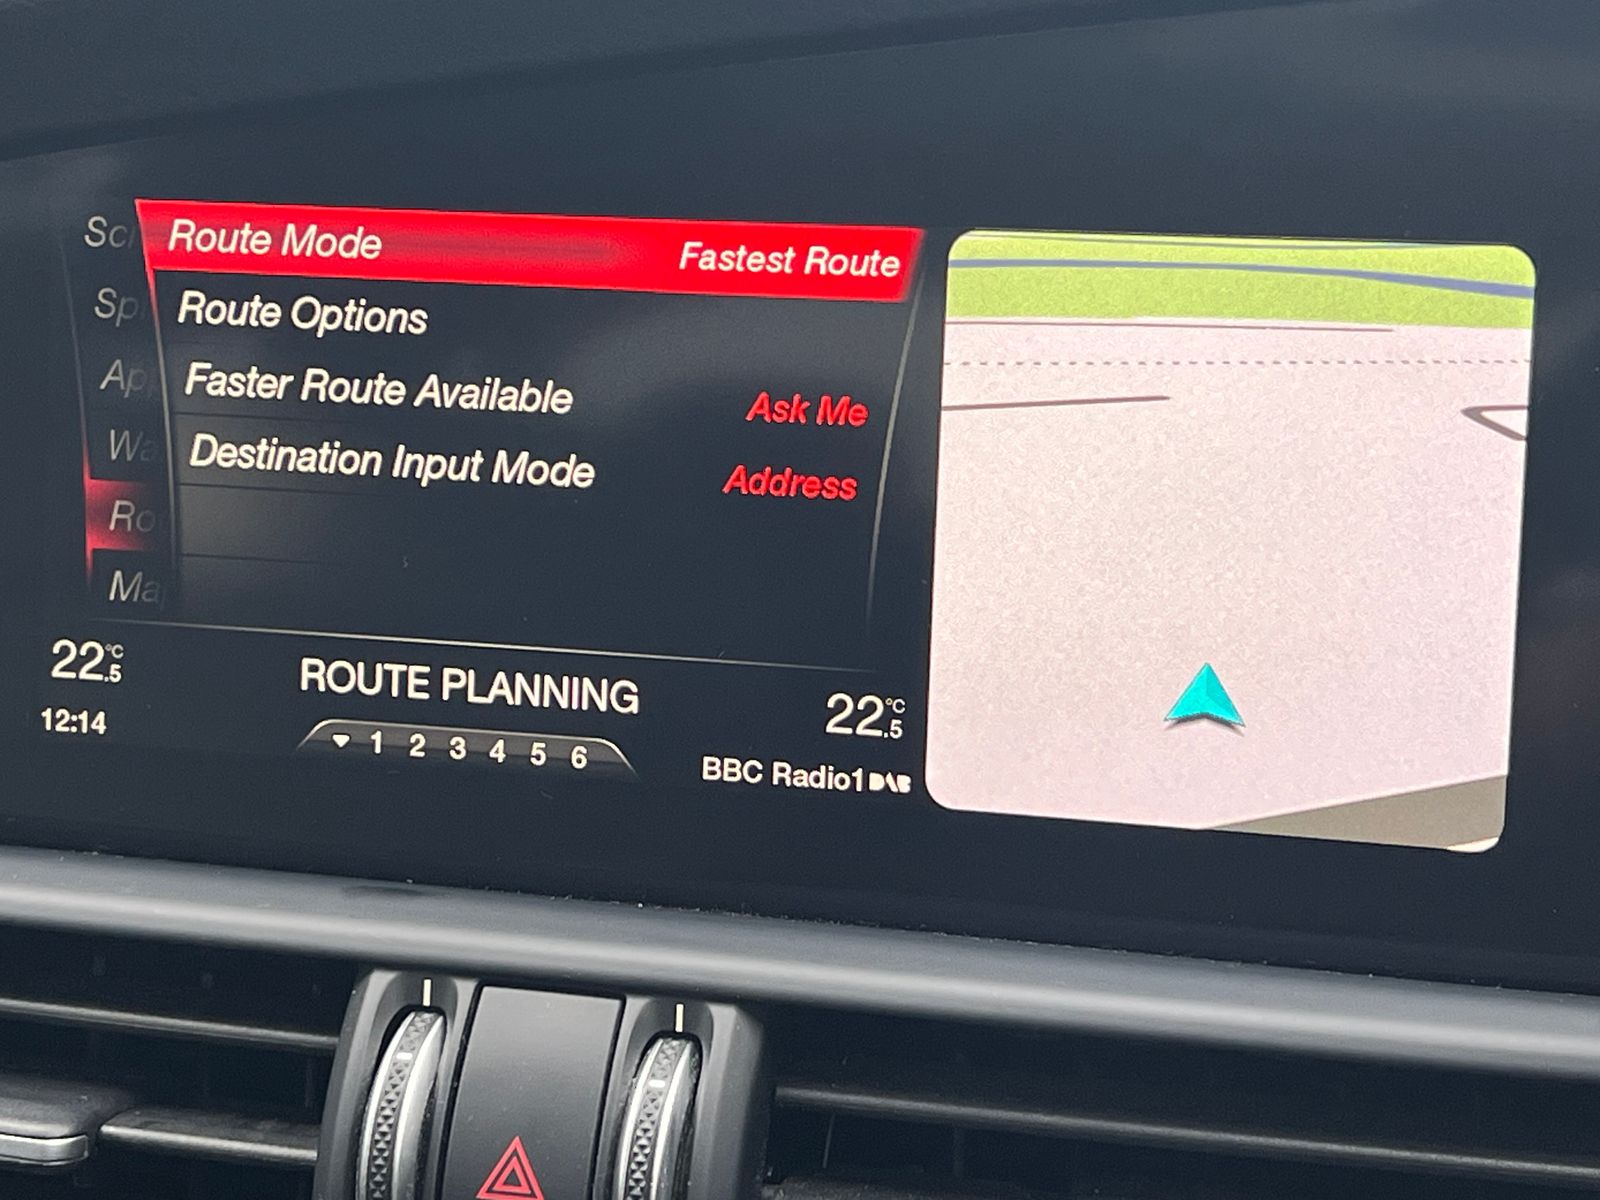 Route Mode Fastest Route
Route Options
Faster Route Available Ask Me
Destination Input Mode Address
22.5 °C
12:14
ROUTE PLANNING
1 2 3 4 5 6
22.5 °C
BBC Radio1 DAB